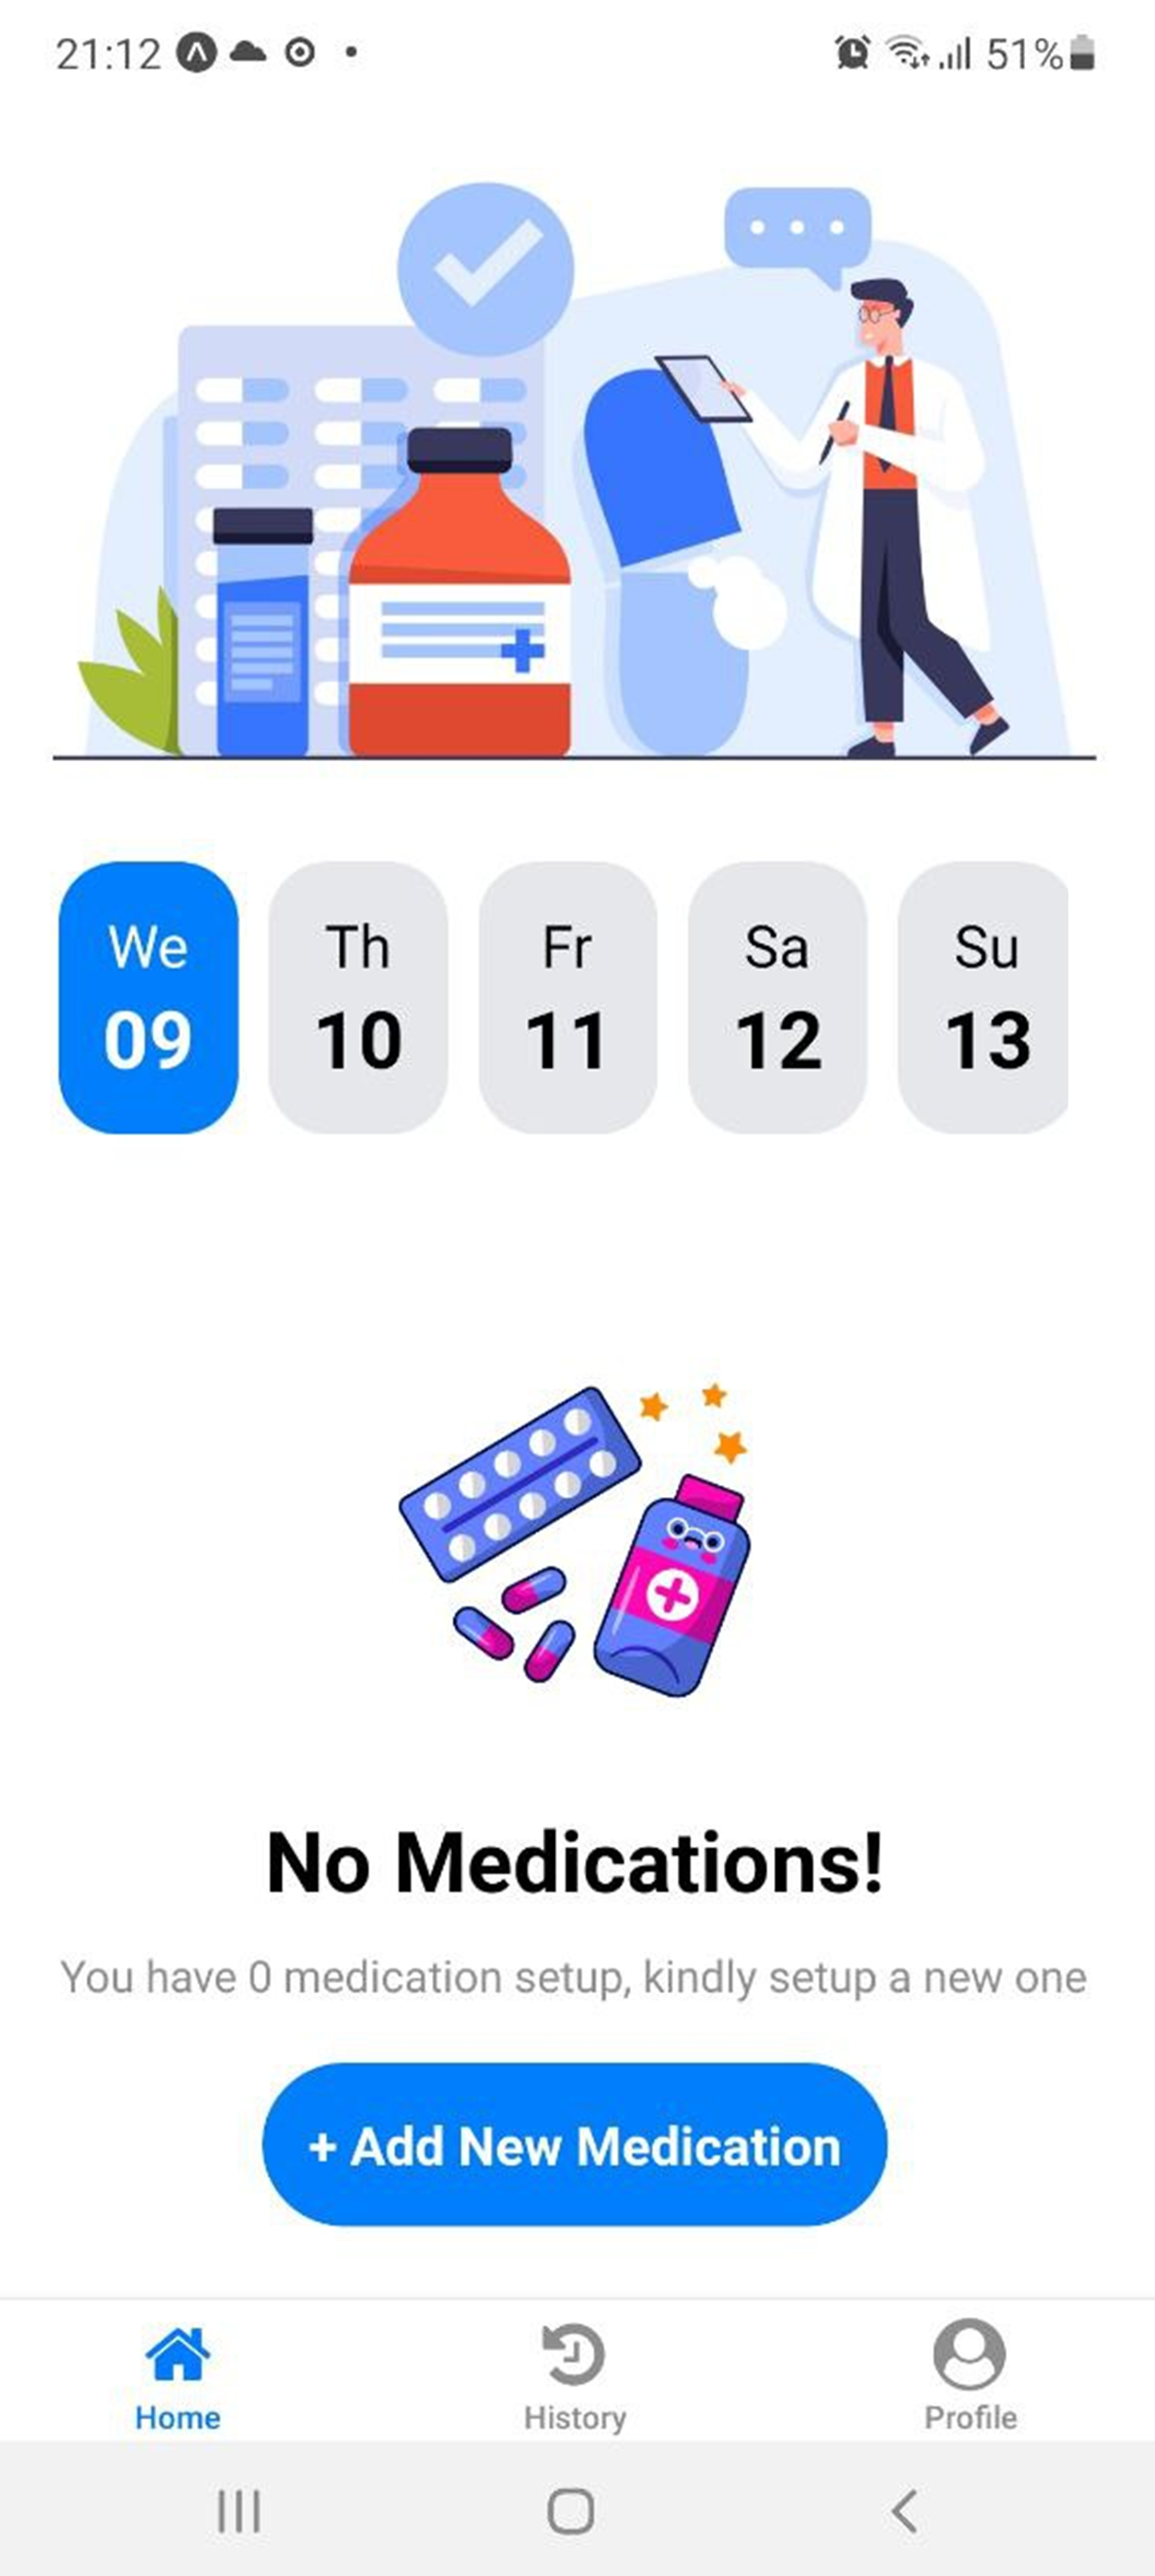 21:12 51%
We Th Fr Sa Su
09 10 11 12 13
No Medications!
You have 0 medication setup, kindly setup a new one
+ Add New Medication
Home History Profile